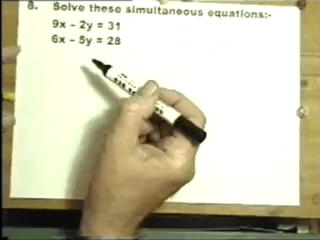 8. Solve these simultaneous equations:-
9x – 2y = 31
6x – 5y = 28